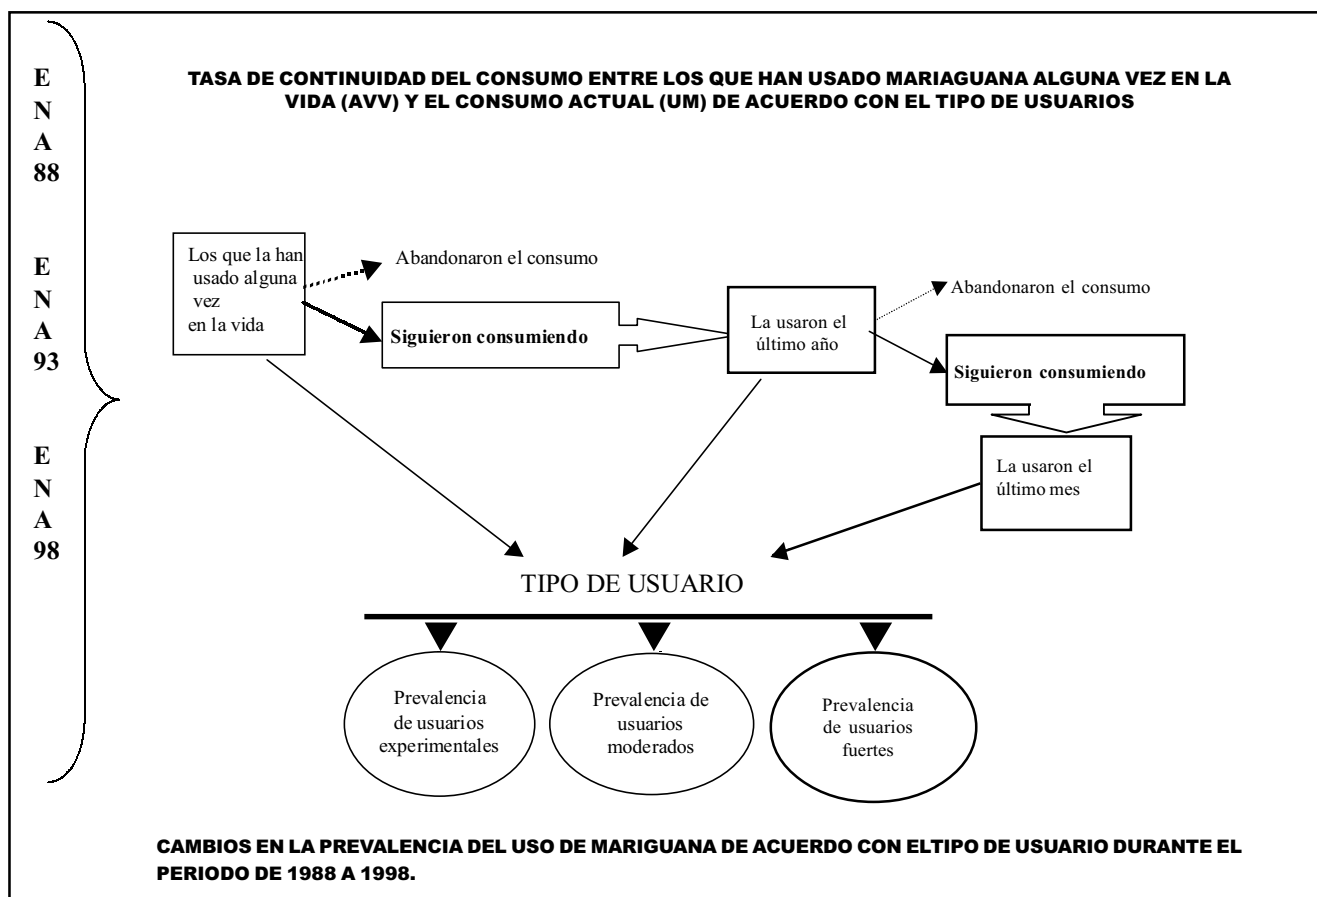 E
N
A
88
E
N
A
93
E
N
A
98
TASA DE CONTINUIDAD DEL CONSUMO ENTRE LOS QUE HAN USADO MARIAGUANA ALGUNA VEZ EN LA
VIDA (AVV) Y EL CONSUMO ACTUAL (UM) DE ACUERDO CON EL TIPO DE USUARIOS
Los que la han
usado alguna
vez
en la vida
Abandonaron el consumo
Siguieron consumiendo
La usaron el
último año
Abandonaron el consumo
Siguieron consumiendo
La usaron el
último mes
TIPO DE USUARIO
Prevalencia
de usuarios
experimentales
Prevalencia de
usuarios
moderados
Prevalencia
de usuarios
fuertes
CAMBIOS EN LA PREVALENCIA DEL USO DE MARIGUANA DE ACUERDO CON ELTIPO DE USUARIO DURANTE EL
PERIODO DE 1988 A 1998.